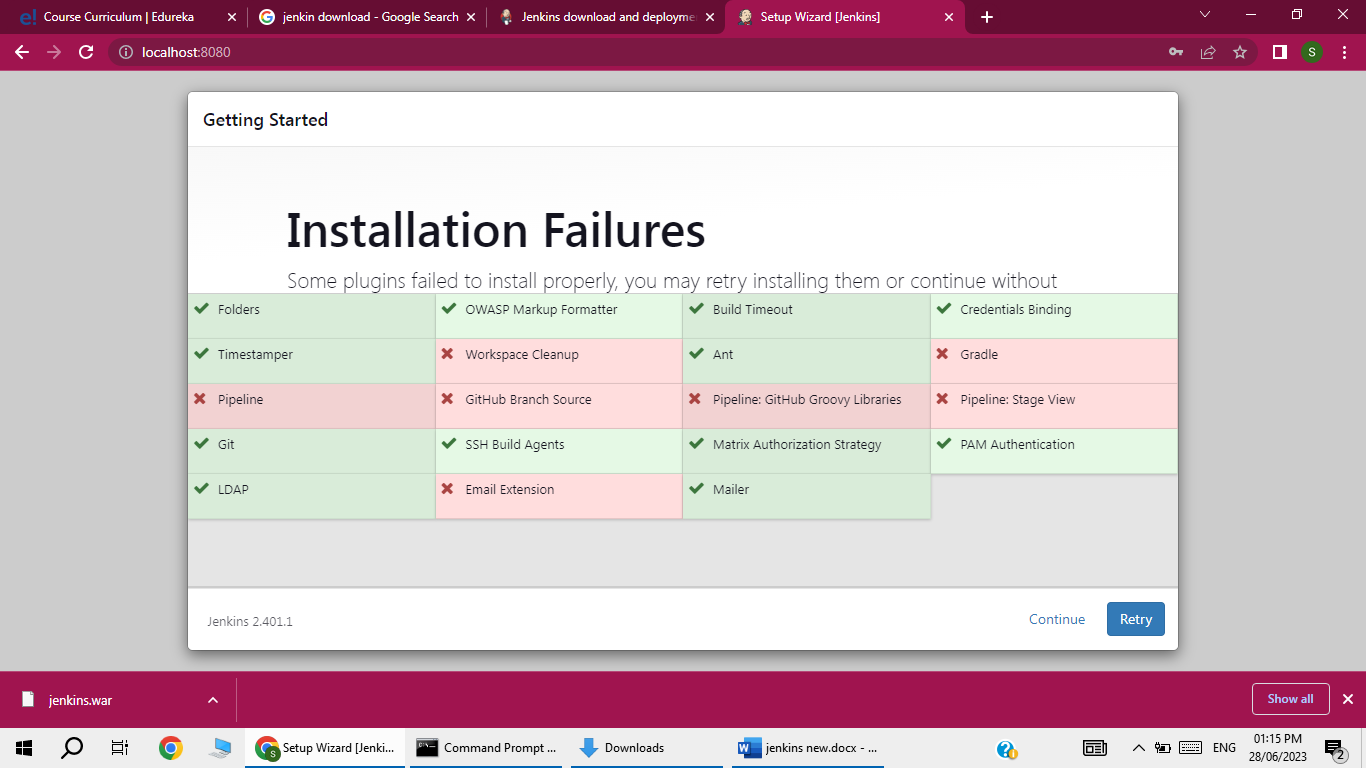 e! Course Curriculum | Edureka
jenkin download - Google Search
Jenkins download and deployme
Setup Wizard [Jenkins]
localhost:8080
S
Getting Started
Installation Failures
Some plugins failed to install properly, you may retry installing them or continue without
Folders
OWASP Markup Formatter
Build Timeout
Credentials Binding
Timestamper
Workspace Cleanup
Ant
Gradle
Pipeline
GitHub Branch Source
Pipeline: GitHub Groovy Libraries
Pipeline: Stage View
Git
SSH Build Agents
Matrix Authorization Strategy
PAM Authentication
LDAP
Email Extension
Mailer
Jenkins 2.401.1
Continue
Retry
jenkins.war
Show all
Setup Wizard [Jenki...
Command Prompt ...
Downloads
jenkins new.docx - ...
ENG
01:15 PM
28/06/2023
2